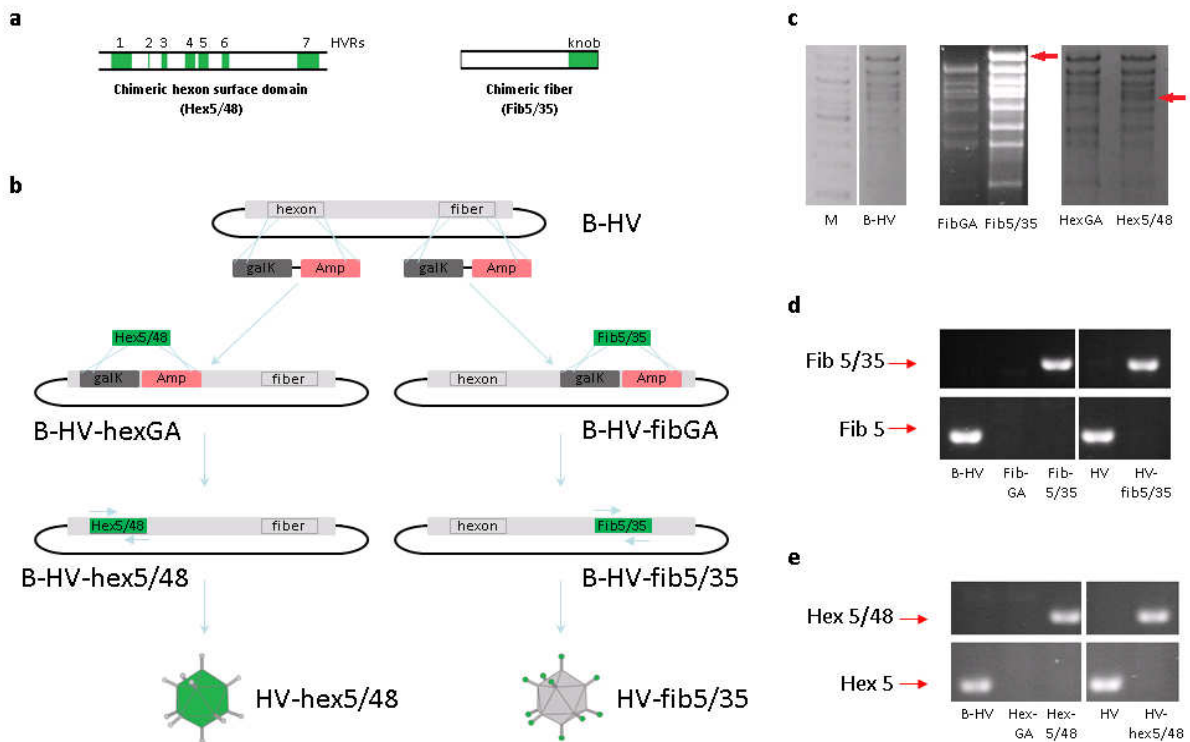 a
1 2 3 4 5 6 7 HVRs
Chimeric hexon surface domain
(Hex5/48)
knob
Chimeric fiber
(Fib5/35)
b
hexon fiber
B-HV
galK Amp galK Amp
Hex5/48 Fib5/35
galK Amp fiber
hexon galK Amp
B-HV-hexGA B-HV-fibGA
Hex5/48 fiber
hexon Fib5/35
B-HV-hex5/48 B-HV-fib5/35
HV-hex5/48 HV-fib5/35
c
M B-HV FibGA Fib5/35 HexGA Hex5/48
d
Fib 5/35
Fib 5
B-HV Fib-
GA Fib-
5/35 HV HV-
fib5/35
e
Hex 5/48
Hex 5
B-HV Hex-
GA Hex-
5/48 HV HV-
hex5/48